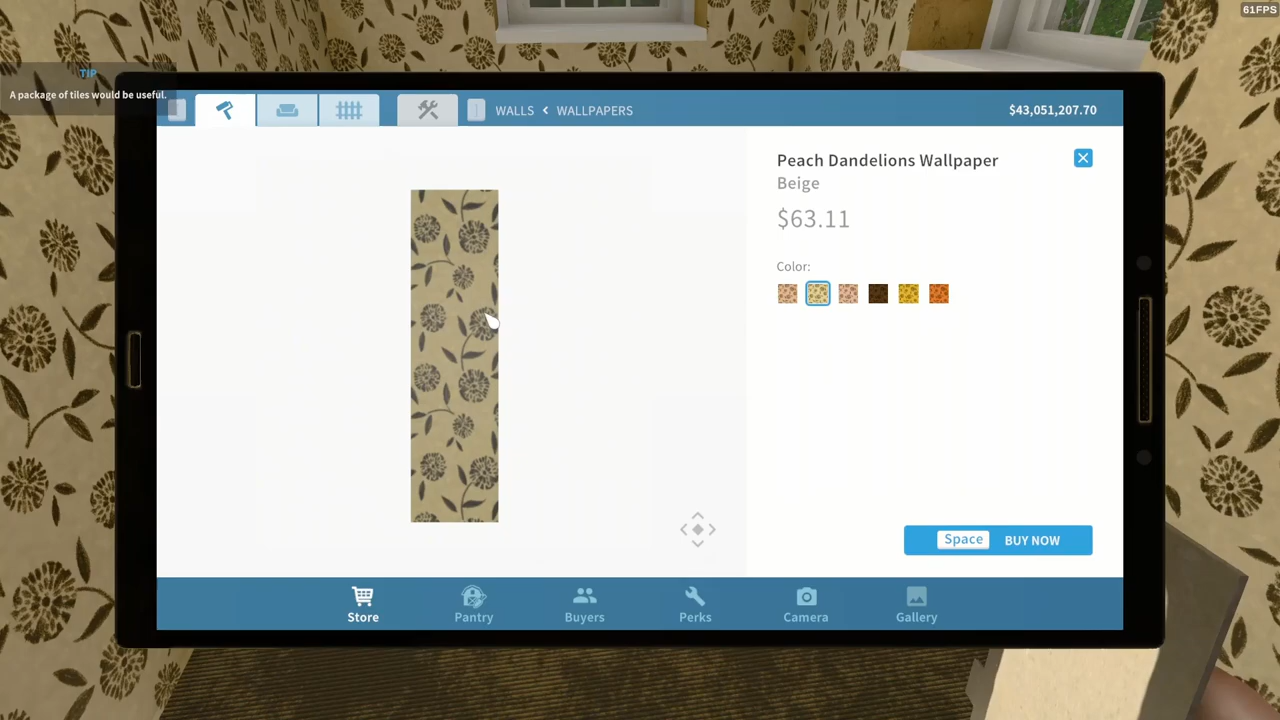 61FPS
TIP
A package of tiles would be useful.
WALLS < WALLPAPERS
$43,051,207.70
Peach Dandelions Wallpaper
Beige
$63.11
Color:
Space BUY NOW
Store
Pantry
Buyers
Perks
Camera
Gallery